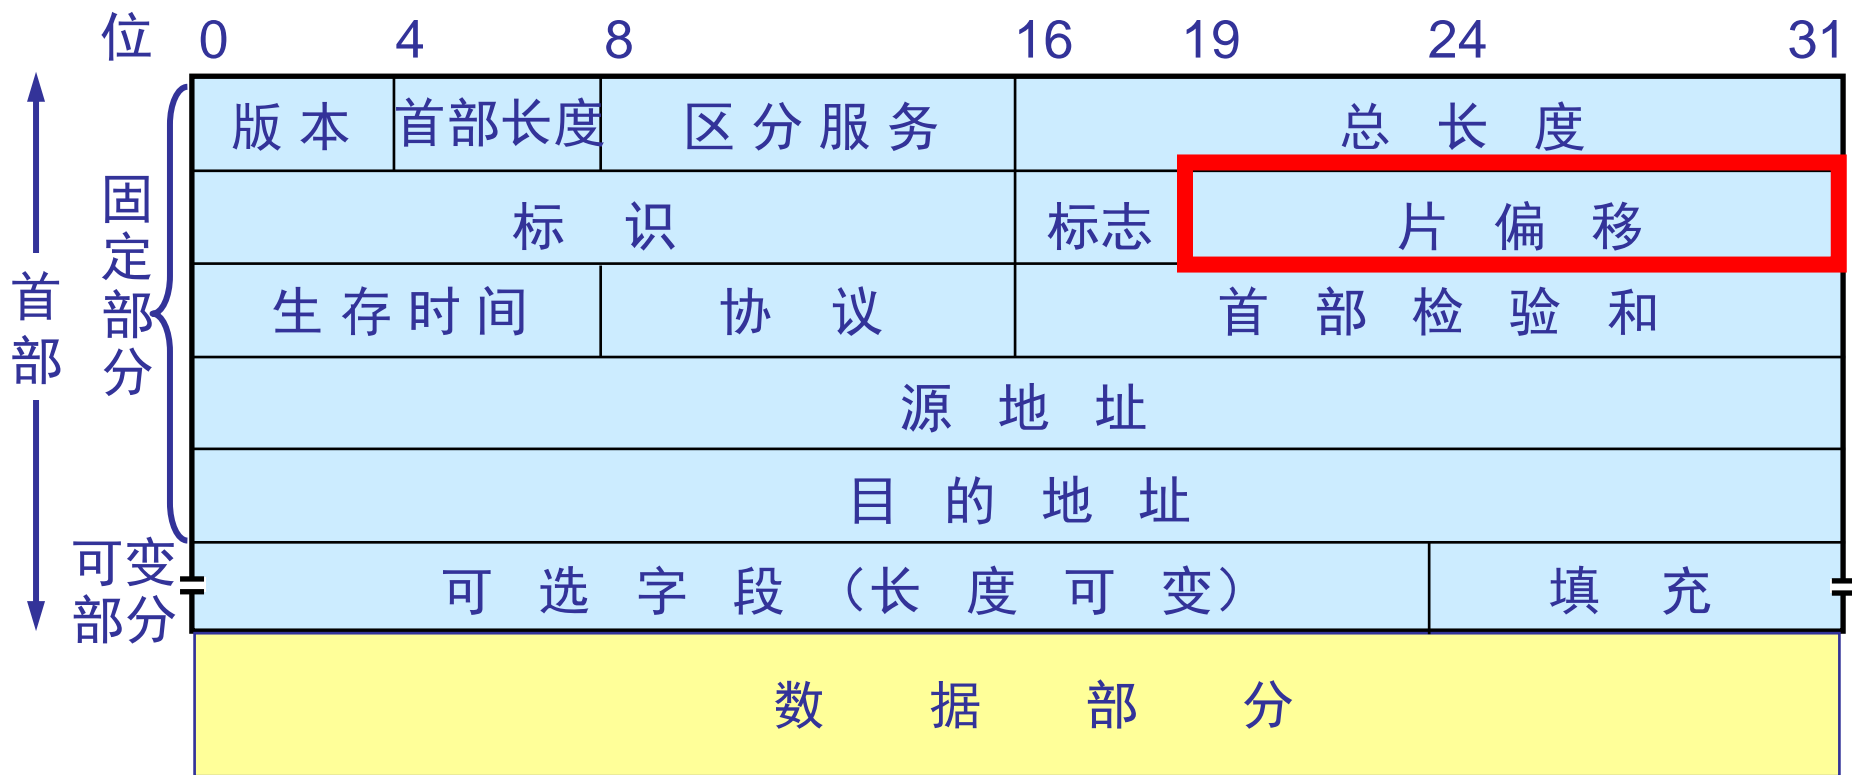 位 0 4 8 16 19 24 31
版本 首部长度 区分服务 总长度
标识 标志 片偏移
生存时间 协议 首部检验和
源地址
目的地址
可选字段（长度可变） 填充
数据部分
首部
固定部分
可变
部分